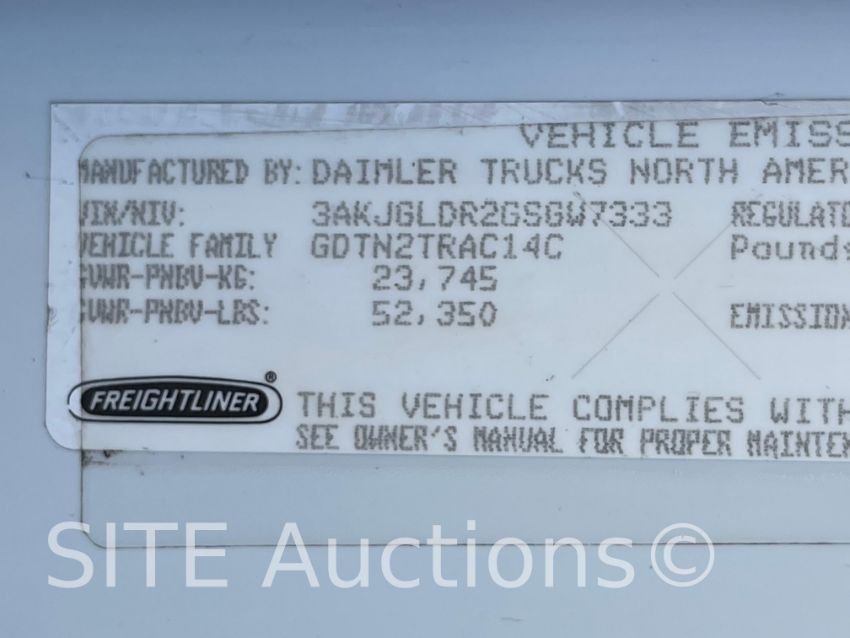 VEHICLE EMISS
MANUFACTURED BY: DAIMLER TRUCKS NORTH AMER
VIN/NIV: 3AKJGLDR2GSGW7333 REGULATO
VEHICLE FAMILY GDTN2TRAC14C Pounds
GVWR-PNBV-KG: 23,745
GVWR-PNBV-LBS: 52,350 EMISSION
FREIGHTLINER® THIS VEHICLE COMPLIES WITH
SEE OWNER'S MANUAL FOR PROPER MAINTEN
SITE Auctions©